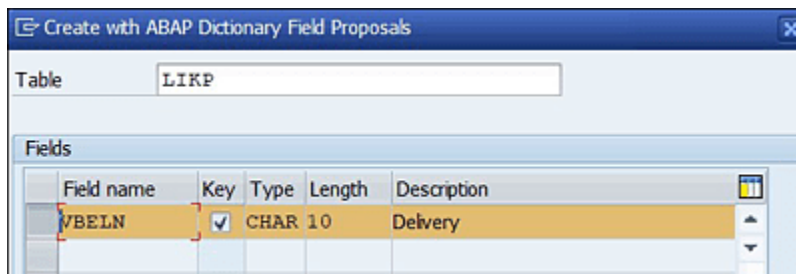 Create with ABAP Dictionary Field Proposals
Table LIKP
Fields
Field name Key Type Length Description
VBELN CHAR 10 Delivery